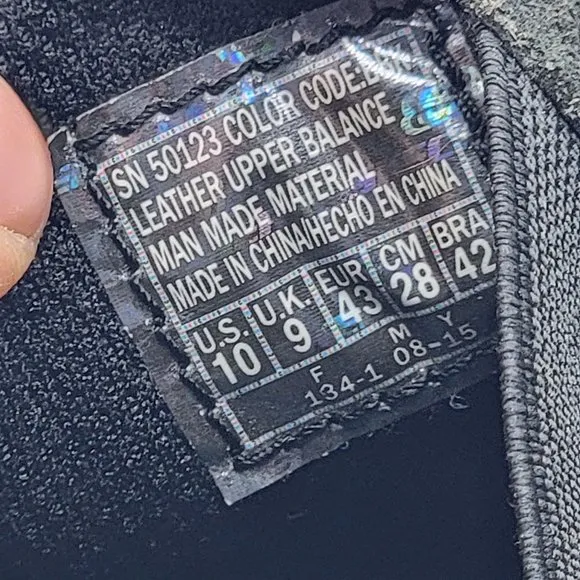 SN 50123 COLOR CODE:BBK
LEATHER UPPER BALANCE
MAN MADE MATERIAL
MADE IN CHINA/HECHO EN CHINA
U.S. U.K. EUR CM BRA
10 9 43 28 42
F M Y
134-1 08-15